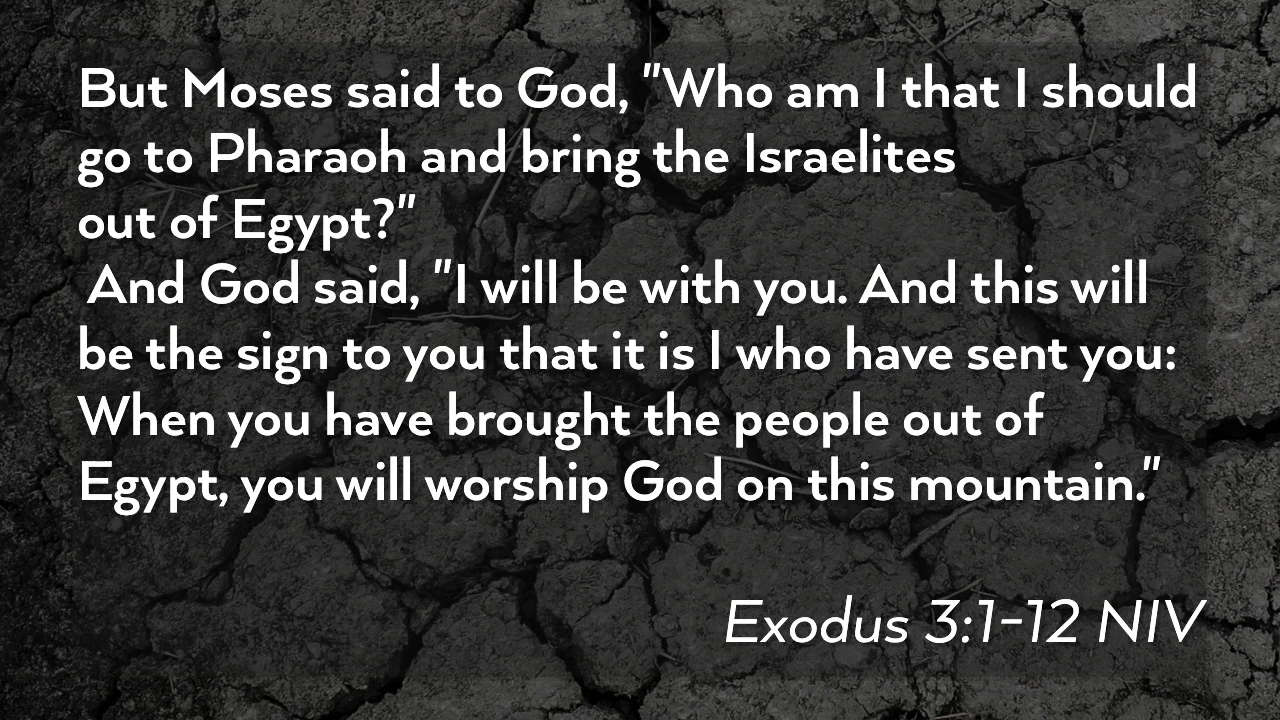 But Moses said to God, "Who am I that I should
go to Pharaoh and bring the Israelites
out of Egypt?"
And God said, "I will be with you. And this will
be the sign to you that it is I who have sent you:
When you have brought the people out of
Egypt, you will worship God on this mountain."
Exodus 3:1-12 NIV